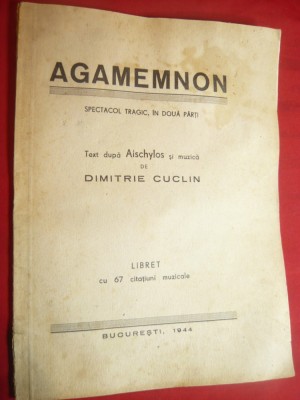 AGAMEMNON
SPECTACOL TRAGIC, ÎN DOUĂ PĂRȚI
Text după Aischylos și muzică
DE
DIMITRIE CUCLIN
LIBRET
cu 67 citațiuni muzicale
BUCUREȘTI, 1944